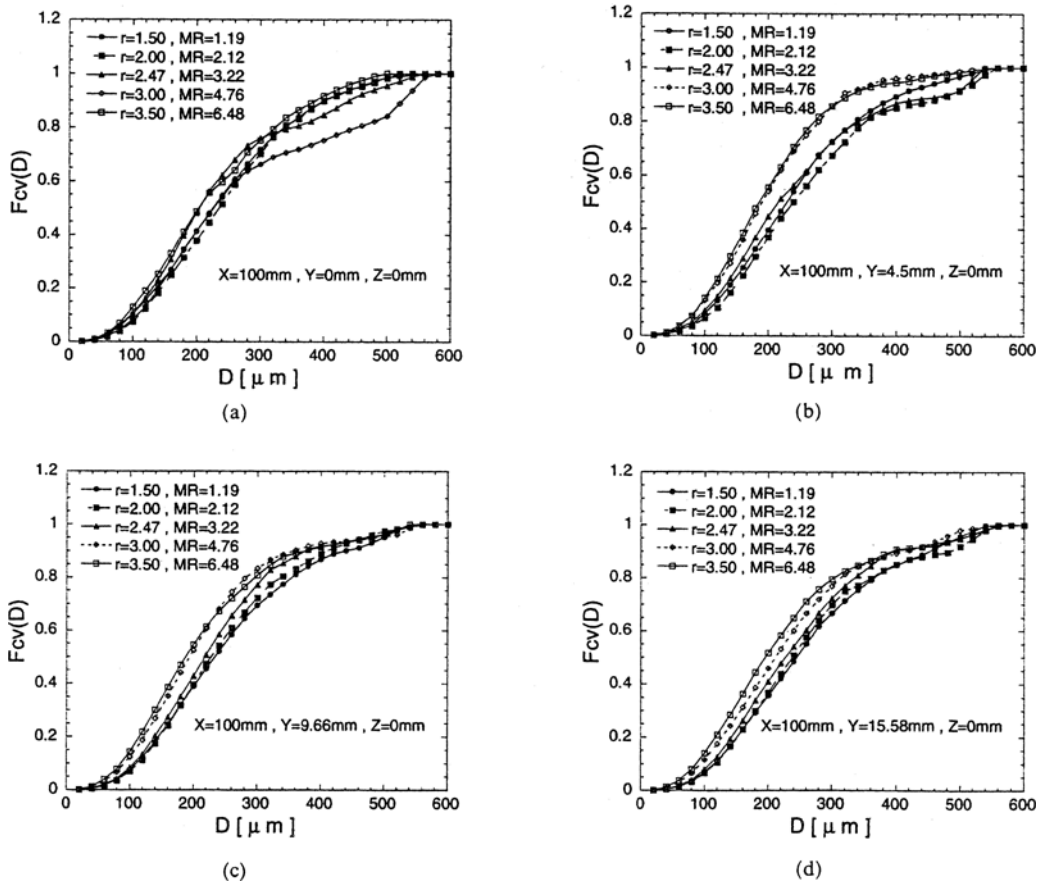 1.2
1
0.8
0.6
0.4
0.2
0
Fcv(D)
r=1.50 , MR=1.19
r=2.00 , MR=2.12
r=2.47 , MR=3.22
r=3.00 , MR=4.76
r=3.50 , MR=6.48
X=100mm , Y=0mm , Z=0mm
100 200 300 400 500 600
D [ μ m ]
(a)
1.2
1
0.8
0.6
0.4
0.2
0
Fcv(D)
r=1.50 , MR=1.19
r=2.00 , MR=2.12
r=2.47 , MR=3.22
r=3.00 , MR=4.76
r=3.50 , MR=6.48
X=100mm , Y=4.5mm , Z=0mm
100 200 300 400 500 600
D [ μ m ]
(b)
1.2
1
0.8
0.6
0.4
0.2
0
Fcv(D)
r=1.50 , MR=1.19
r=2.00 , MR=2.12
r=2.47 , MR=3.22
r=3.00 , MR=4.76
r=3.50 , MR=6.48
X=100mm , Y=9.66mm , Z=0mm
100 200 300 400 500 600
D [ μ m ]
(c)
1.2
1
0.8
0.6
0.4
0.2
0
Fcv(D)
r=1.50 , MR=1.19
r=2.00 , MR=2.12
r=2.47 , MR=3.22
r=3.00 , MR=4.76
r=3.50 , MR=6.48
X=100mm , Y=15.58mm , Z=0mm
100 200 300 400 500 600
D [ μ m ]
(d)